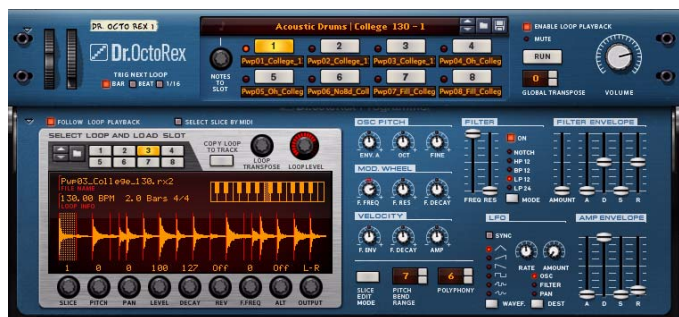 DR. OCTO REX 1
Acoustic Drums | College 130 - 1
Dr.OctoRex
TRIG NEXT LOOP
BAR BEAT 1/16
NOTES TO SLOT
1 2 3 4
Pwp01_College_1 Pwp02_College_1 Pwp03_College_1 Pwp04_Oh_Colleg
5 6 7 8
Pwp05_Oh_Colleg Pwp06_NoBd_Coll Pwp07_Fill_Colleg Pwp08_Fill_Colleg
ENABLE LOOP PLAYBACK
MUTE
RUN
0
GLOBAL TRANSPOSE
VOLUME
FOLLOW LOOP PLAYBACK
SELECT SLICE BY MIDI
SELECT LOOP AND LOAD SLOT
1 2 3 4
5 6 7 8
COPY LOOP TO TRACK
LOOP TRANSPOSE
LOOP LEVEL
Pwp03_College_130.rx2
FILE NAME
130.00 BPM 2.0 Bars 4/4
LOOP INFO
1 0 0 100 127 Off 0 Off L-R
SLICE PITCH PAN LEVEL DECAY REV F.FREQ ALT OUTPUT
OSC PITCH
ENV. A OCT FINE
MOD. WHEEL
F. FREQ F. RES F. DECAY
VELOCITY
F. ENV F. DECAY AMP
SLICE EDIT MODE
7
PITCH BEND RANGE
6
POLYPHONY
FILTER
ON
NOTCH
HP 12
BP 12
LP 12
LP 24
FREQ RES
MODE
FILTER ENVELOPE
AMOUNT A D S R
LFO
SYNC
RATE AMOUNT
OSC
FILTER
PAN
WAVEF. DEST
AMP ENVELOPE
A D S R